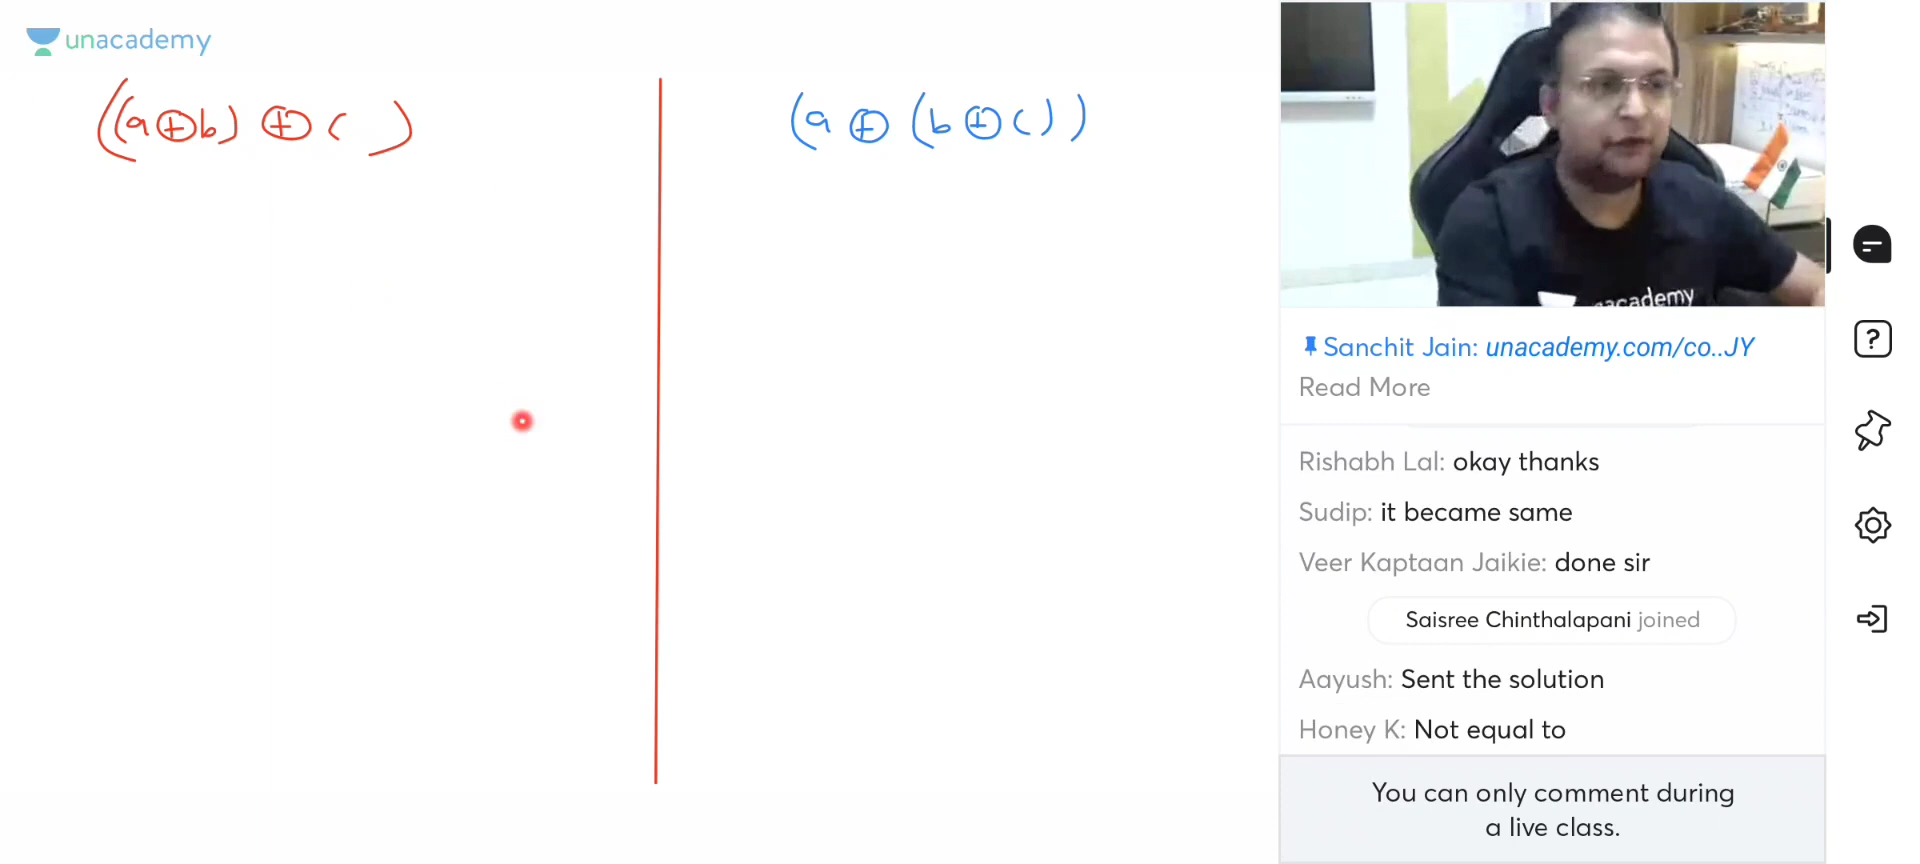 unacademy
((a⊕b) ⊕ c )
(a ⊕ (b ⊕ c))
unacademy
Sanchit Jain: unacademy.com/co..JY
Read More
Rishabh Lal: okay thanks
Sudip: it became same
Veer Kaptaan Jaikie: done sir
Saisree Chinthalapani joined
Aayush: Sent the solution
Honey K: Not equal to
You can only comment during
a live class.